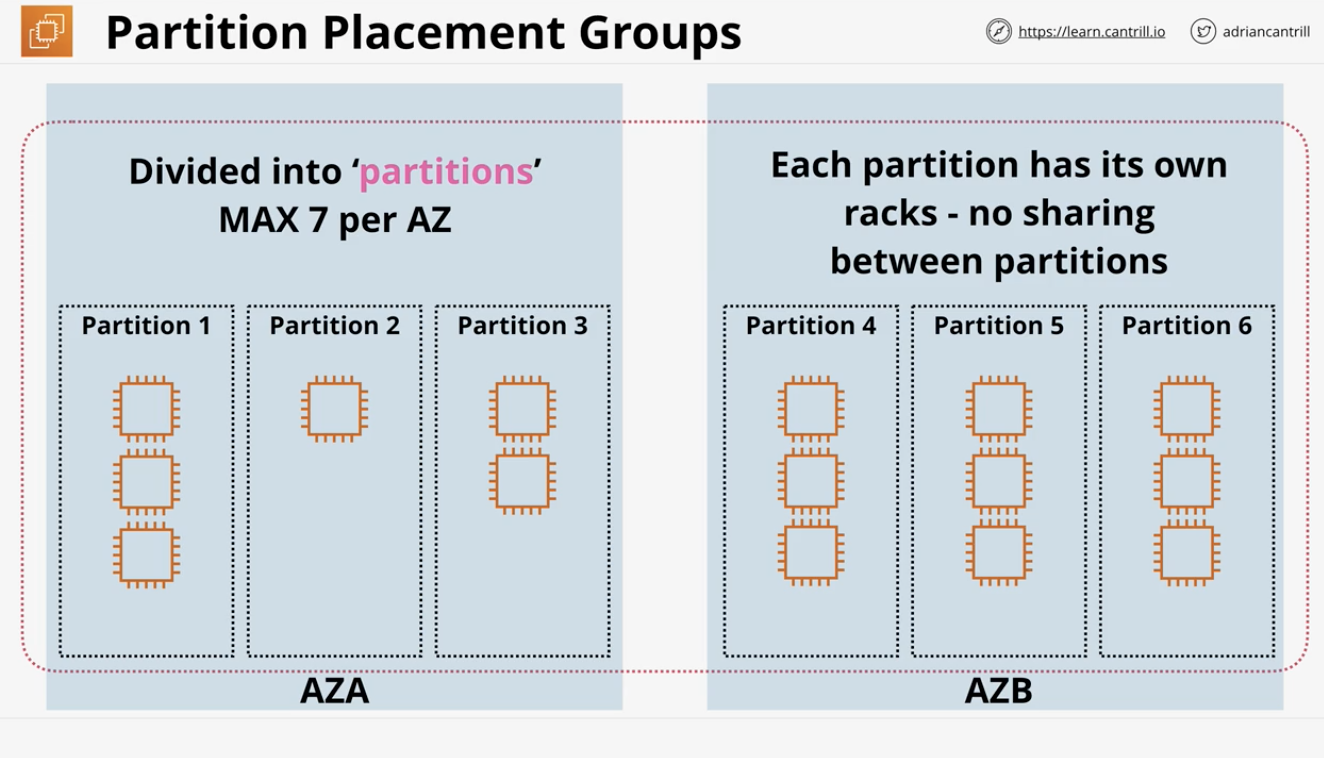 Partition Placement Groups
https://learn.cantrill.io
adriancantrill
Divided into ‘partitions’
MAX 7 per AZ
Each partition has its own
racks - no sharing
between partitions
Partition 1
Partition 2
Partition 3
Partition 4
Partition 5
Partition 6
AZA
AZB